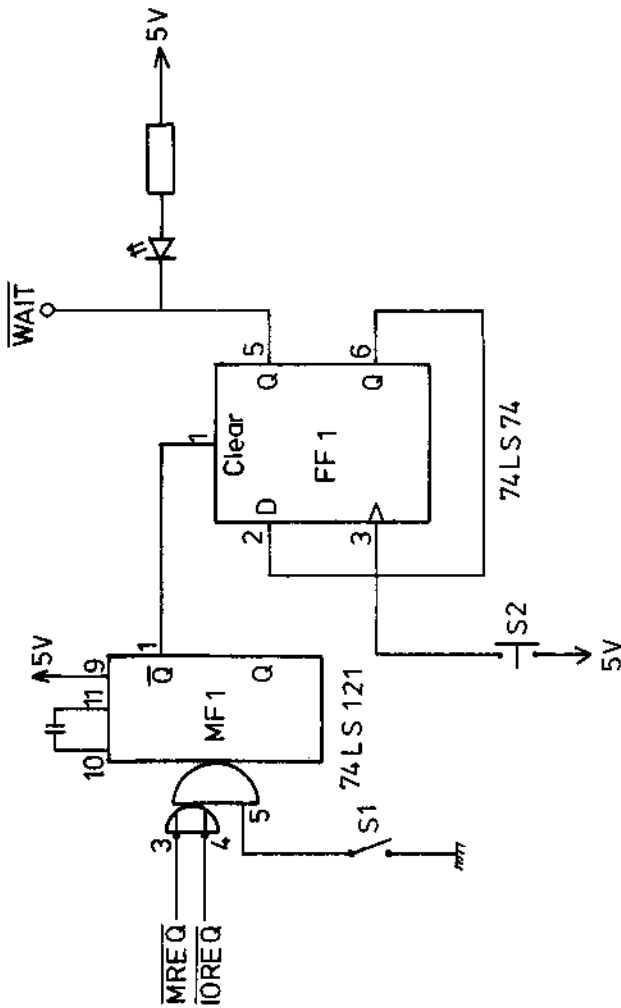 5V
WAIT
5
Q
6
Q
1
Clear
FF1
D
2
3
74LS74
S2
5V
5V
9
11
10
1
Q
Q
MF1
74LS121
3
4
5
S1
MREQ
IOREQ